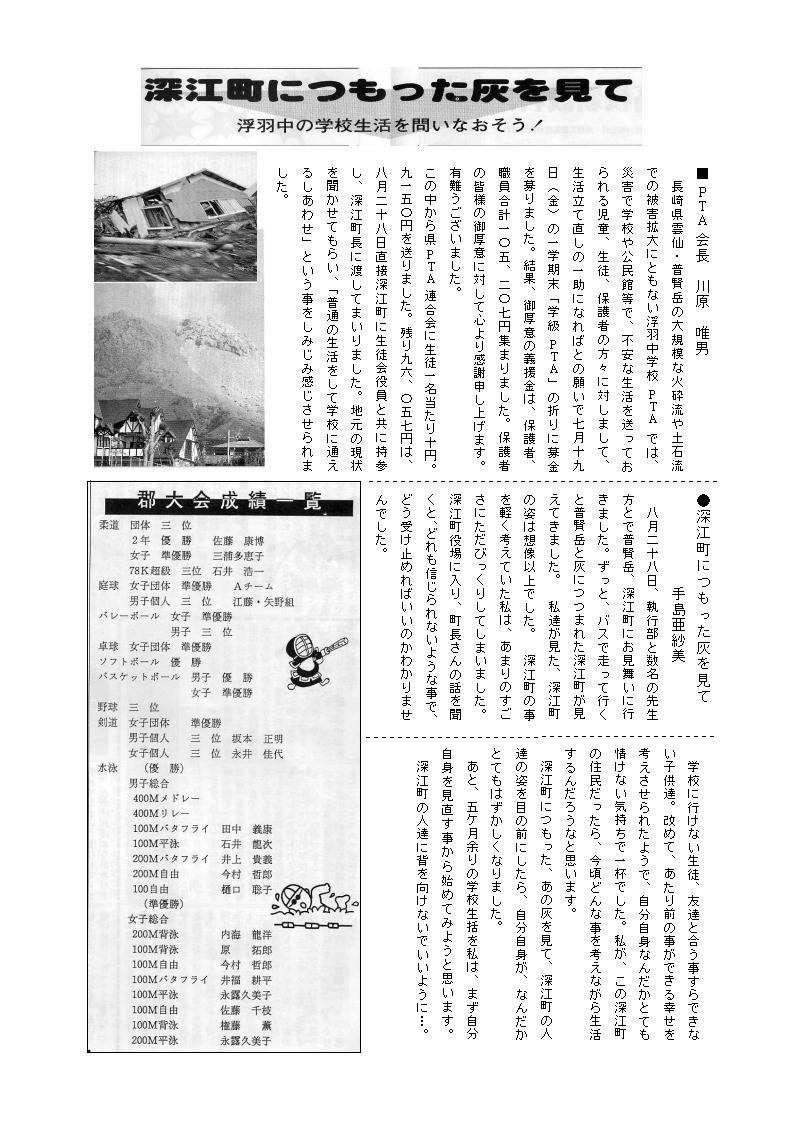 深江町につもった灰を見て
浮羽中の学校生活を問いなおそう！
■PTA会長　川原　唯男
長崎県雲仙・普賢岳の大規模な火砕流や土石流
での被害拡大にともない浮羽中学校PTAでは、
災害で学校や公民館等で、不安な生活を送ってお
られる児童、生徒、保護者の方々に対しまして、
生活立て直しの一助になればとの願いで七月十九
日（金）の一学期末「学級PTA」の折りに募金
を募りました。結果、御厚意の義援金は、保護者、
職員合計一〇五、二〇七円集まりました。保護者
の皆様の御厚意に対して心より感謝申し上げます。
有難うございました。
この中から県PTA連合会に生徒一名当たり十円。
九一五〇円を送りました。残り九六、〇五七円は、
八月二十八日直接深江町に生徒会役員と共に持参
し、深江町長に渡してまいりました。地元の現状
を聞かせてもらい、「普通の生活をして学校に通え
るしあわせ」という事をしみじみ感じさせられま
した。
●深江町につもった灰を見て
手島亜紗美
八月二十八日、執行部と数名の先生
方とで普賢岳、深江町にお見舞いに行
きました。ずっと、バスで走って行く
と普賢岳と灰につつまれた深江町が見
えてきました。　私達が見た、深江町
の姿は想像以上でした。　深江町の事
を軽く考えていた私は、あまりのすご
さにただびっくりしてしまいました。
深江町役場に入り、町長さんの話を聞
くと、どれも信じられないような事で、
どう受け止めればいいのかわかりませ
んでした。
学校に行けない生徒、友達と合う事すらできな
い子供達。改めて、あたり前の事ができる幸せを
考えさせられたようで、自分自身なんだかとても
情けない気持ちで一杯でした。私が、この深江町
の住民だったら、今頃どんな事を考えながら生活
するんだろうなと思います。
深江町につもった、あの灰を見て、深江町の人
達の姿を目の前にしたら、自分自身が、なんだか
とてもはずかしくなりました。
あと、五ケ月余りの学校生括を私は、まず自分
自身を見直す事から始めてみようと思います。
深江町の人達に背を向けないでいいように…。
郡大会成績一覧
柔道　団体　三　位
2年　優　勝　　佐藤　康博
女子　準優勝　　三浦多恵子
78K超級　三位　石井　浩一
庭球　女子団体　準優勝　　Aチーム
男子個人　三　位　　江藤・矢野組
バレーボール　女子　準優勝
男子　三　位
卓球　女子団体　準優勝
ソフトボール　優　勝
バスケットボール　男子　優　勝
女子　準優勝
野球　三　位
剣道　女子団体　　準優勝
男子個人　　三　位　坂本　正明
女子個人　　三　位　永井　佳代
水泳　　（優　勝）
男子総合
400Mメドレー
400Mリレー
100Mバタフライ　田中　義康
100M平泳　　　石井　龍次
200Mバタフライ　井上　貴義
200M自由　　　今村　哲郎
100自由　　　　樋口　聡子
（準優勝）
女子総合
200M背泳　　　内海　龍洋
100M背泳　　　原　　拓郎
100M自由　　　今村　哲郎
100Mバタフライ　井福　耕平
100M平泳　　　永露久美子
100M自由　　　佐藤　千枝
100M背泳　　　権藤　　薫
200M平泳　　　永露久美子